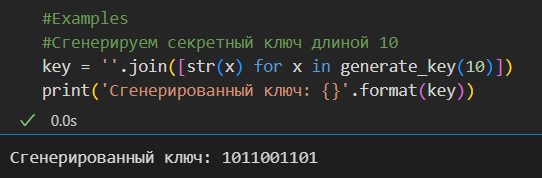 #Examples
#Сгенерируем секретный ключ длиной 10
key = ''.join([str(x) for x in generate_key(10)])
print('Сгенерированный ключ: {}'.format(key))
0.0s
Сгенерированный ключ: 1011001101